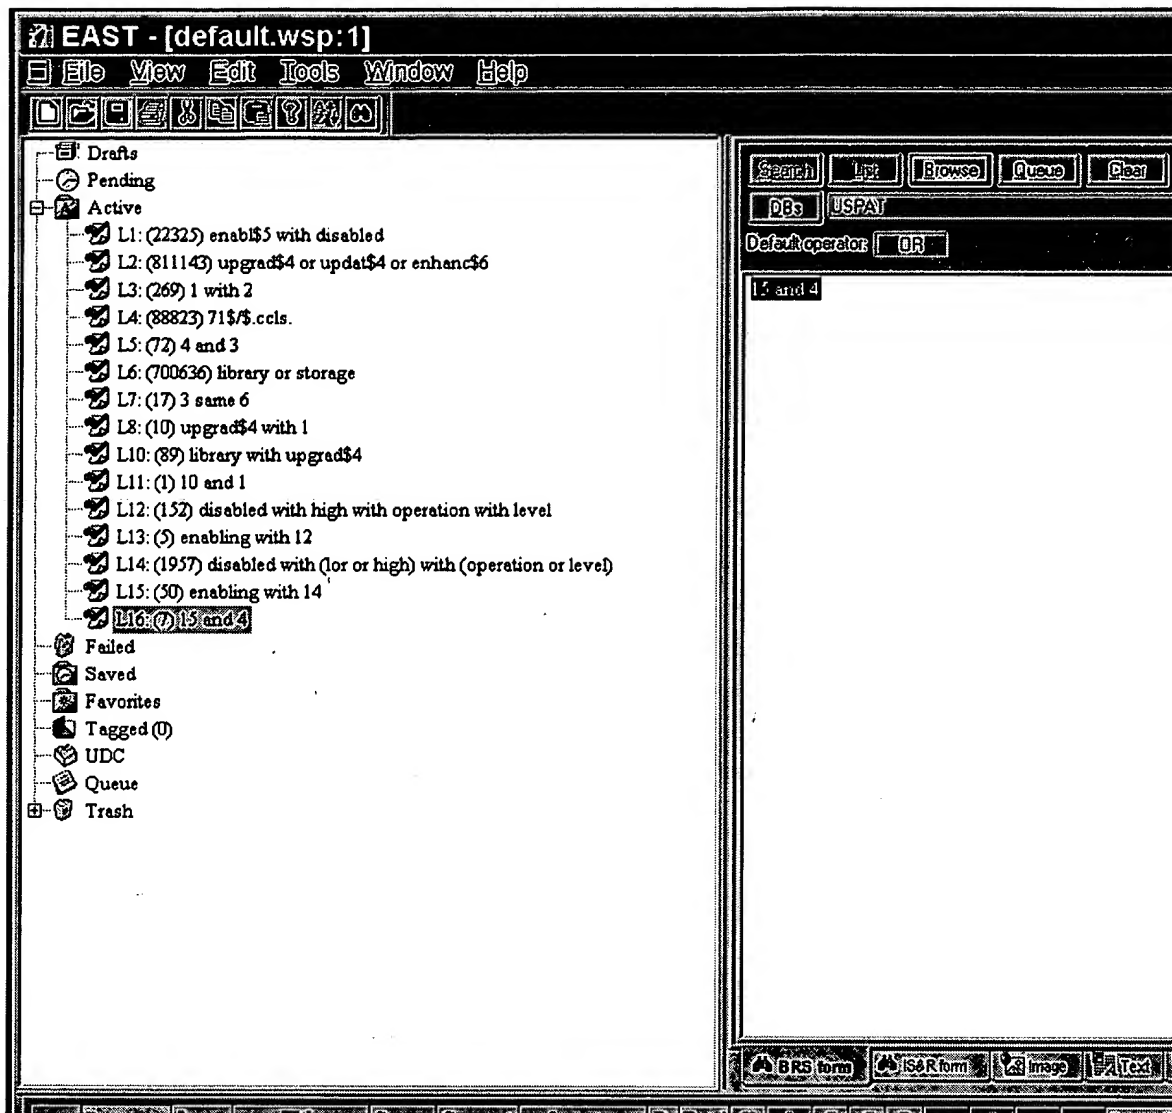 EAST - [default.wsp:1]
File View Edit Tools Window Help
Drafts
Pending
Active
L1: (22325) enabl$5 with disabled
L2: (811143) upgrad$4 or updat$4 or enhanc$6
L3: (269) 1 with 2
L4: (88823) 71$/$.ccls.
L5: (72) 4 and 3
L6: (700636) library or storage
L7: (17) 3 same 6
L8: (10) upgrad$4 with 1
L10: (89) library with upgrad$4
L11: (1) 10 and 1
L12: (152) disabled with high with operation with level
L13: (5) enabling with 12
L14: (1957) disabled with (lor or high) with (operation or level)
L15: (50) enabling with 14
L16: (7) 15 and 4
Failed
Saved
Favorites
Tagged (0)
UDC
Queue
Trash
Search List Browse Queue Clear
DBs USPAT
Default operator: OR
15 and 4
BRS form IS&R form Image Text